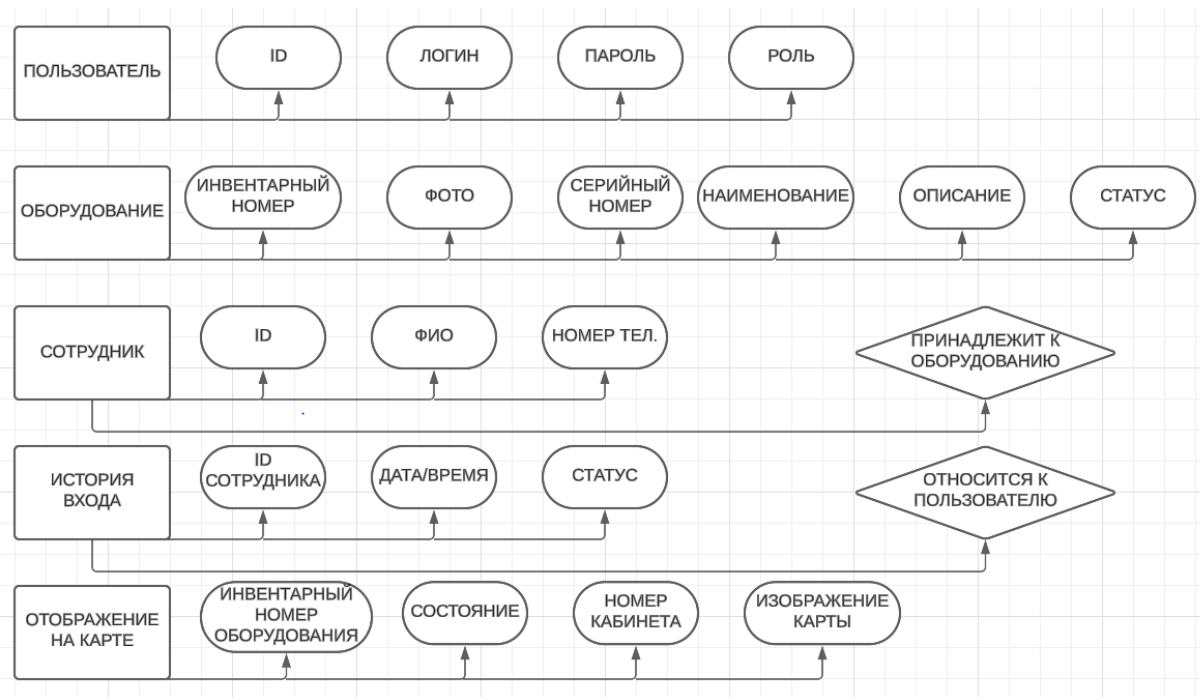 ПОЛЬЗОВАТЕЛЬ
ID
ЛОГИН
ПАРОЛЬ
РОЛЬ
ОБОРУДОВАНИЕ
ИНВЕНТАРНЫЙ
НОМЕР
ФОТО
СЕРИЙНЫЙ
НОМЕР
НАИМЕНОВАНИЕ
ОПИСАНИЕ
СТАТУС
СОТРУДНИК
ID
ФИО
НОМЕР ТЕЛ.
ПРИНАДЛЕЖИТ К
ОБОРУДОВАНИЮ
ИСТОРИЯ
ВХОДА
ID
СОТРУДНИКА
ДАТА/ВРЕМЯ
СТАТУС
ОТНОСИТСЯ К
ПОЛЬЗОВАТЕЛЮ
ОТОБРАЖЕНИЕ
НА КАРТЕ
ИНВЕНТАРНЫЙ
НОМЕР
ОБОРУДОВАНИЯ
СОСТОЯНИЕ
НОМЕР
КАБИНЕТА
ИЗОБРАЖЕНИЕ
КАРТЫ